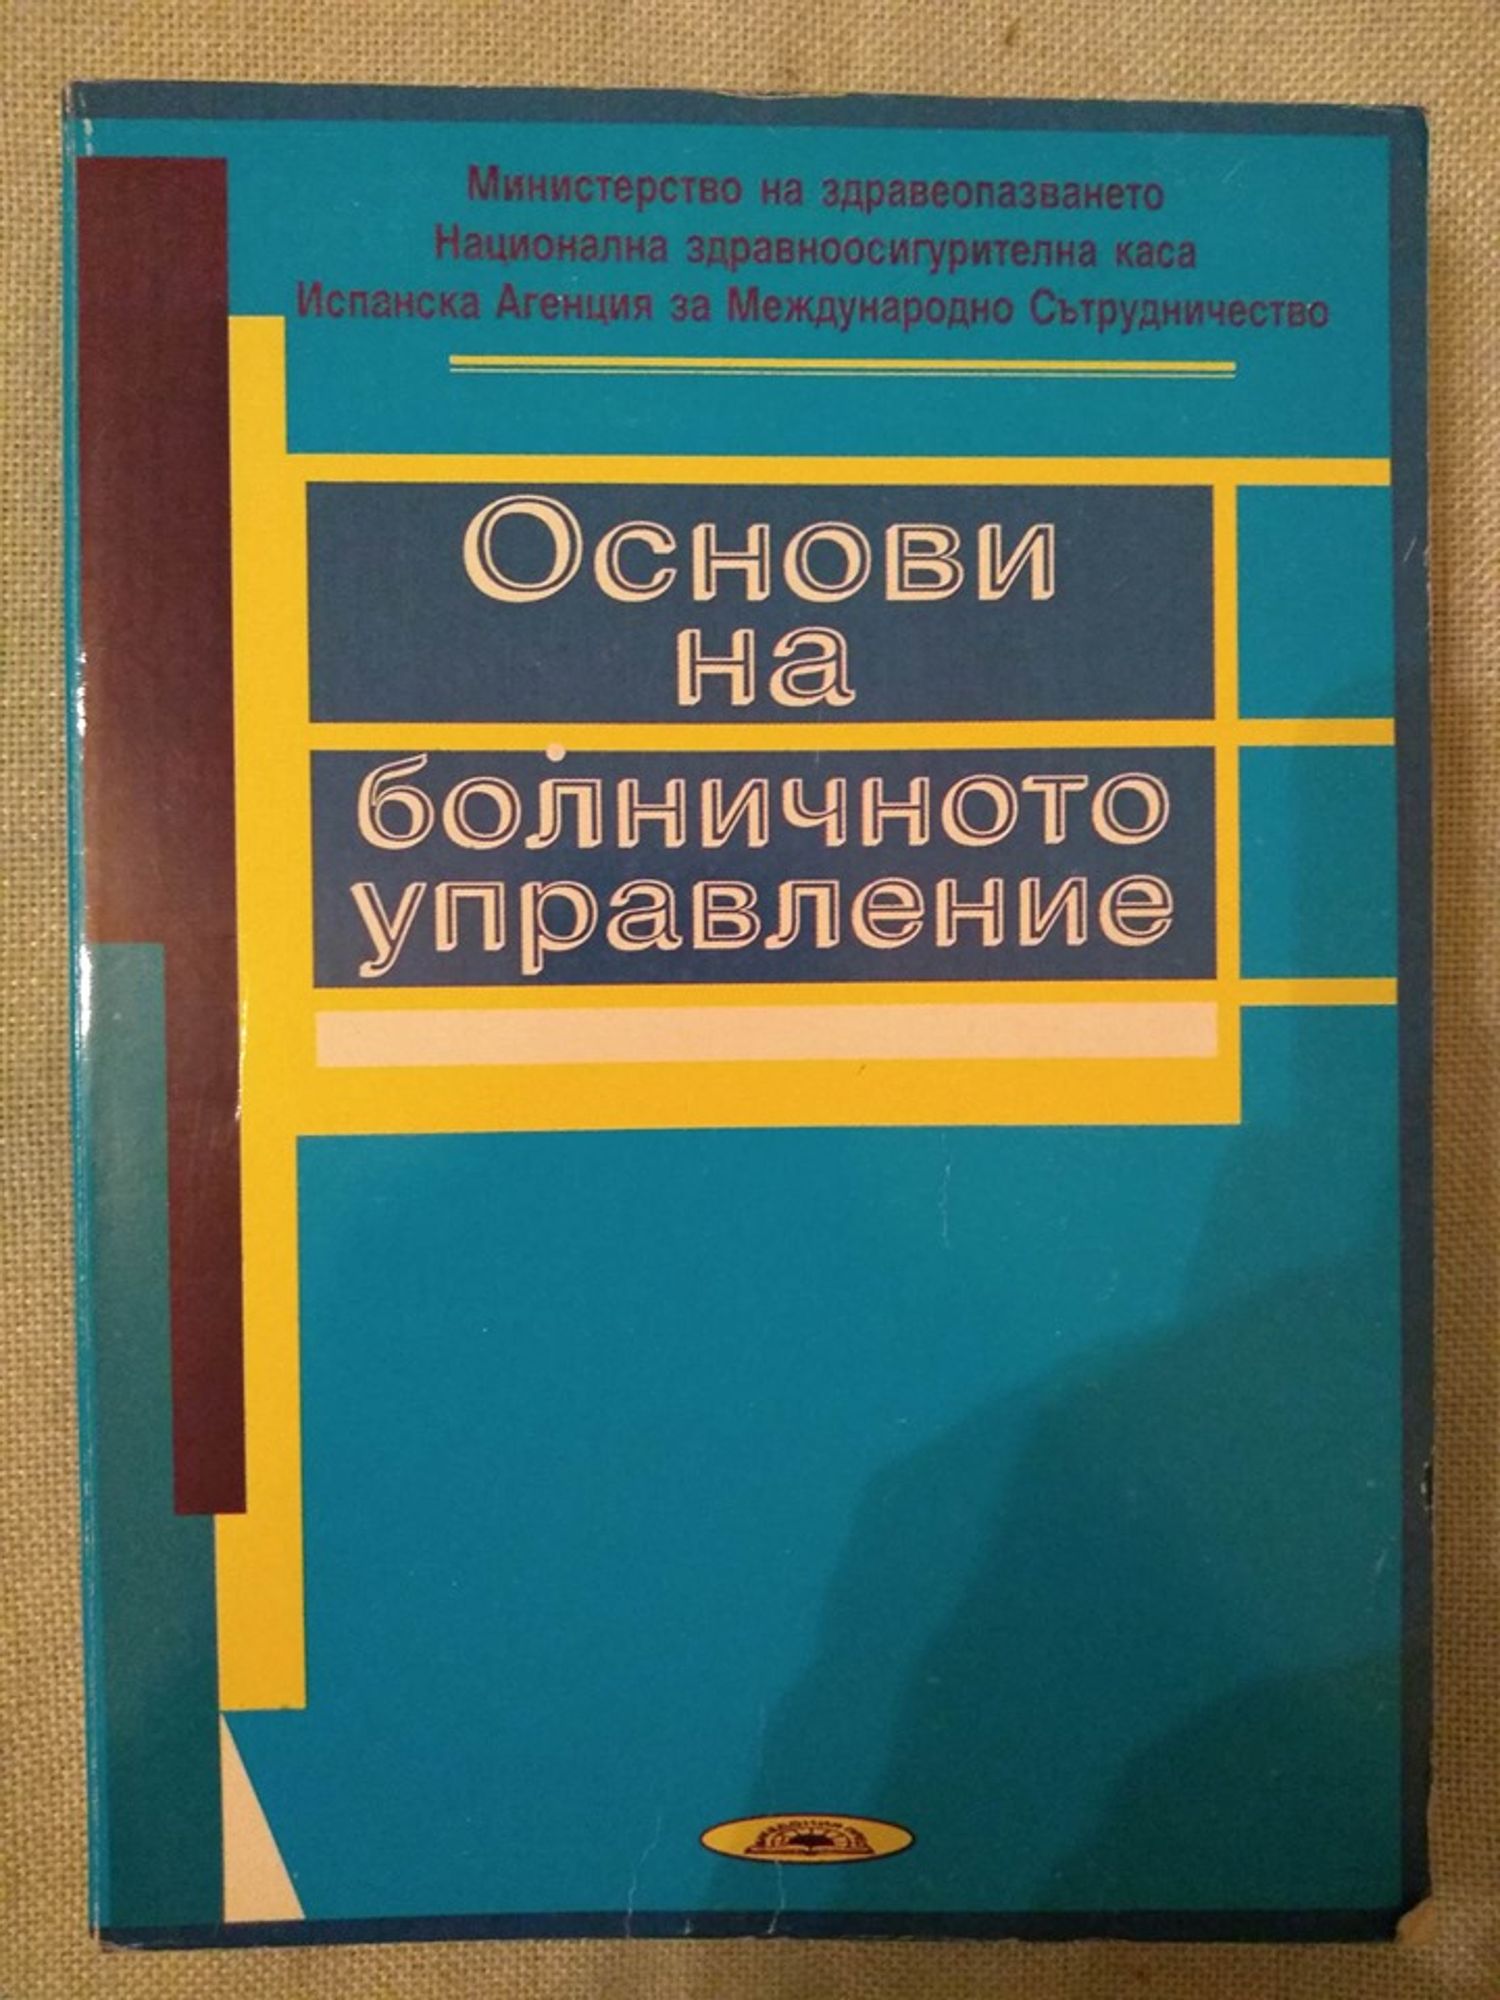 Министерство на здравеопазването
Национална здравноосигурителна каса
Испанска Агенция за Международно Сътрудничество
Основи
на
болничното
управление